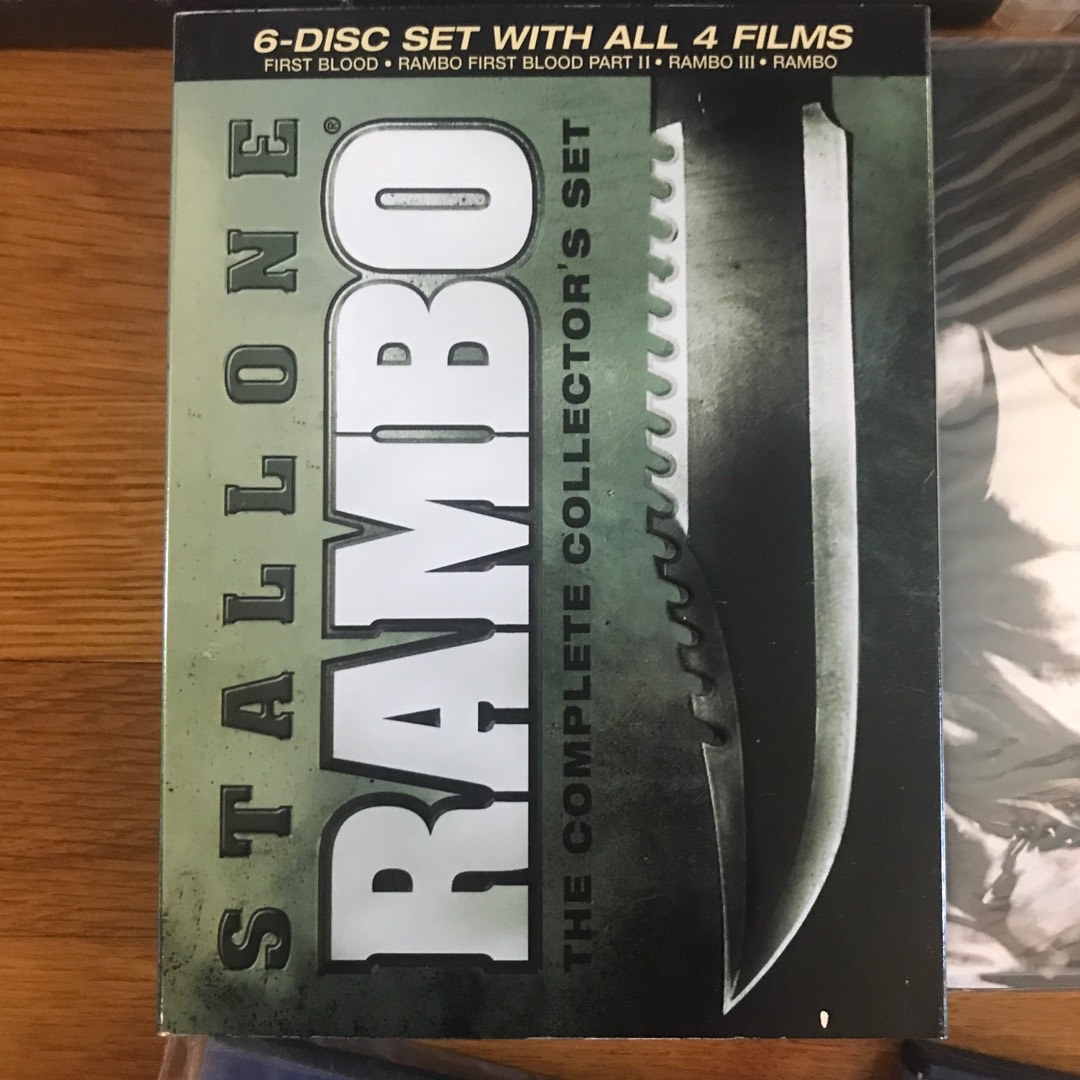 6-DISC SET WITH ALL 4 FILMS
FIRST BLOOD • RAMBO FIRST BLOOD PART II • RAMBO III • RAMBO
STALLONE
RAMBO®
THE COMPLETE COLLECTOR'S SET